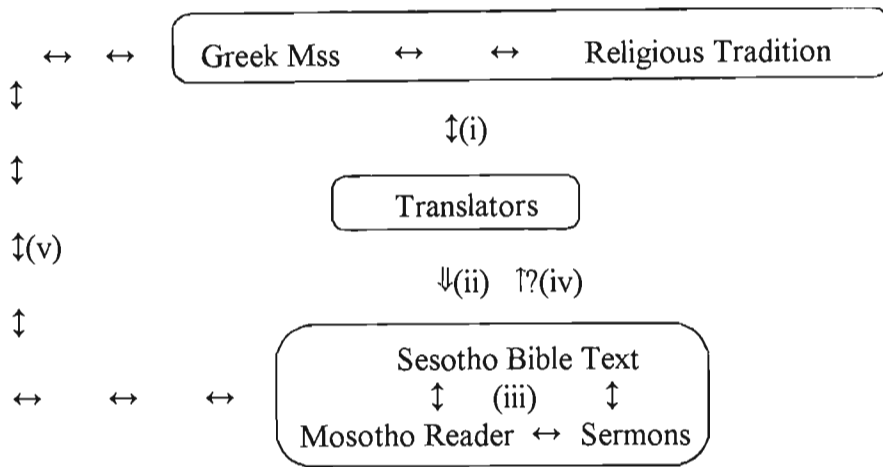 ↔ ↔ Greek Mss ↔ ↔ Religious Tradition
↕
↕(i)
↕
Translators
↕(v)
⇓(ii) ↑?(iv)
↕
Sesotho Bible Text
↕ (iii) ↕
↔ ↔ ↔ Mosotho Reader ↔ Sermons